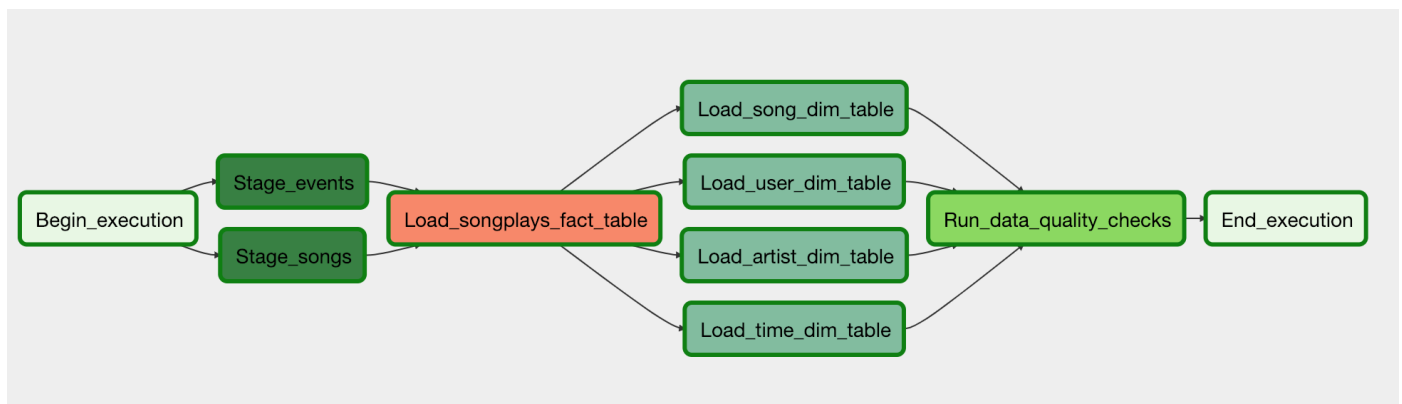 Begin_execution
Stage_events
Stage_songs
Load_songplays_fact_table
Load_song_dim_table
Load_user_dim_table
Load_artist_dim_table
Load_time_dim_table
Run_data_quality_checks
End_execution